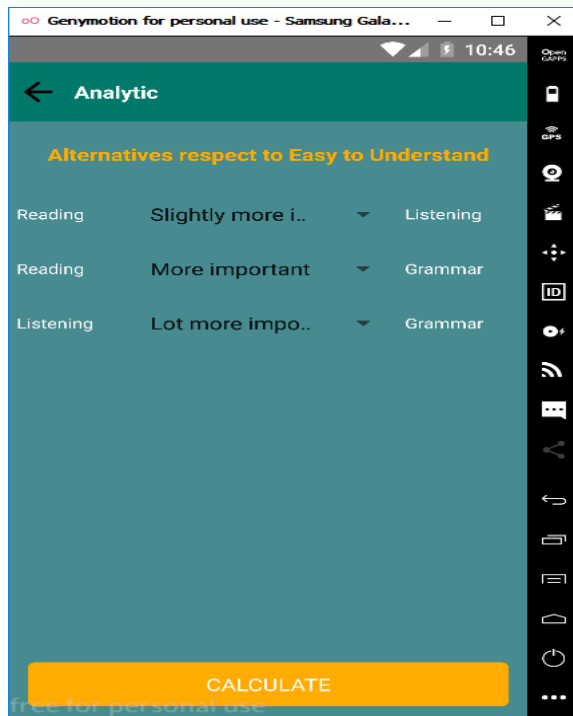 Genymotion for personal use - Samsung Gala...
10:46
Open GAPPS
Analytic
GPS
Alternatives respect to Easy to Understand
Reading Slightly more i.. Listening
Reading More important Grammar
ID
Listening Lot more impo.. Grammar
CALCULATE
free for personal use